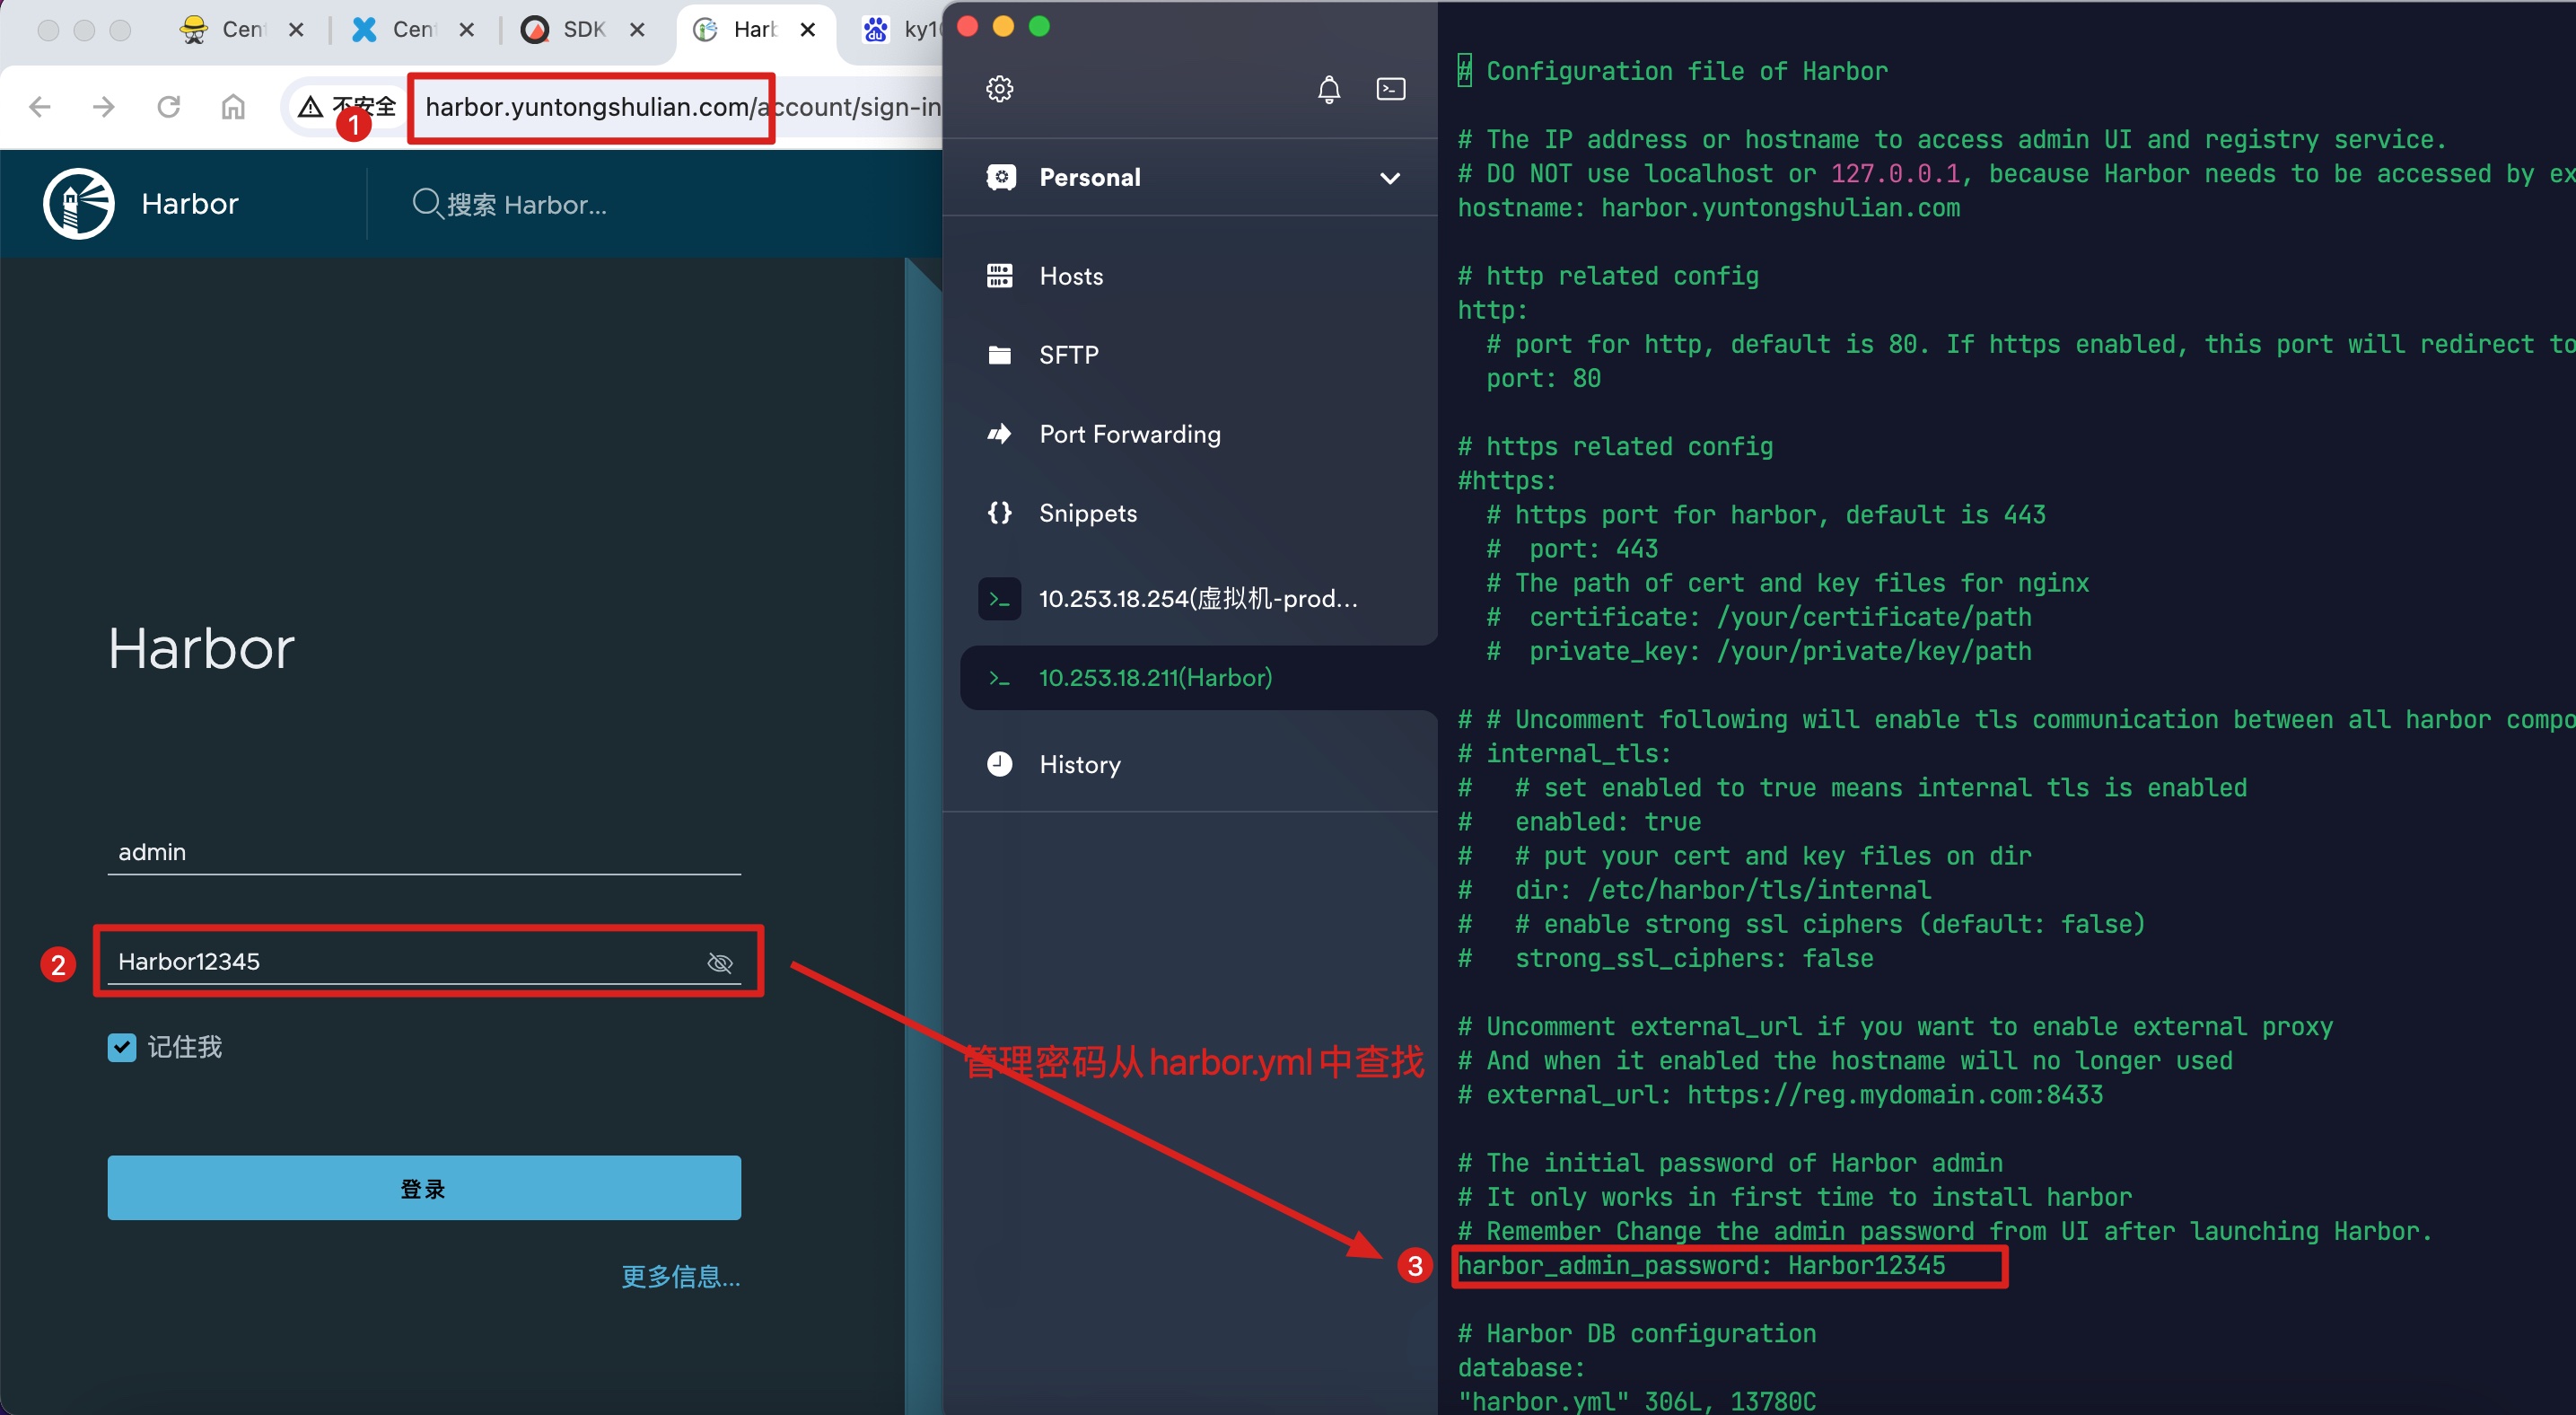 Cent
Cent
SDK
Harb
ky10
不安全
harbor.yuntongshulian.com/account/sign-in
1
Harbor
搜索 Harbor...
Harbor
admin
2
Harbor12345
记住我
登录
更多信息...
Personal
Hosts
SFTP
Port Forwarding
Snippets
10.253.18.254(虚拟机-prod...
10.253.18.211(Harbor)
History
管理密码从harbor.yml中查找
3
# Configuration file of Harbor
# The IP address or hostname to access admin UI and registry service.
# DO NOT use localhost or 127.0.0.1, because Harbor needs to be accessed by ex
hostname: harbor.yuntongshulian.com
# http related config
http:
# port for http, default is 80. If https enabled, this port will redirect to
port: 80
# https related config
#https:
# https port for harbor, default is 443
# port: 443
# The path of cert and key files for nginx
# certificate: /your/certificate/path
# private_key: /your/private/key/path
# # Uncomment following will enable tls communication between all harbor compo
# internal_tls:
# # set enabled to true means internal tls is enabled
# enabled: true
# # put your cert and key files on dir
# dir: /etc/harbor/tls/internal
# # enable strong ssl ciphers (default: false)
# strong_ssl_ciphers: false
# Uncomment external_url if you want to enable external proxy
# And when it enabled the hostname will no longer used
# external_url: https://reg.mydomain.com:8433
# The initial password of Harbor admin
# It only works in first time to install harbor
# Remember Change the admin password from UI after launching Harbor.
harbor_admin_password: Harbor12345
# Harbor DB configuration
database:
"harbor.yml" 306L, 13780C